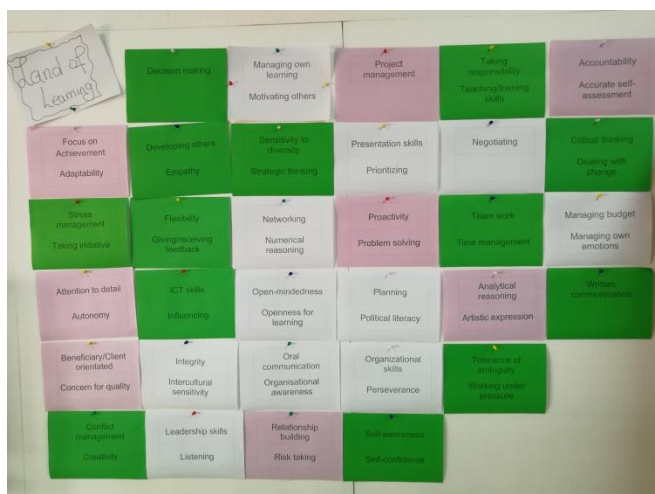 Land of
Learning
Decision making
Managing own
learning
Motivating others
Project
management
Taking
responsibility
Teaching/training
skills
Accountability
Accurate self-
assessment
Focus on
Achievement
Adaptability
Developing others
Empathy
Sensitivity to
diversity
Strategic thinking
Presentation skills
Prioritizing
Negotiating
Critical thinking
Dealing with
change
Stress
management
Taking initiative
Flexibility
Giving/receiving
feedback
Networking
Numerical
reasoning
Proactivity
Problem solving
Team work
Time management
Managing budget
Managing own
emotions
Attention to detail
Autonomy
ICT skills
Influencing
Open-mindedness
Openness for
learning
Planning
Political literacy
Analytical
reasoning
Artistic expression
Written
communication
Beneficiary/Client
orientated
Concern for quality
Integrity
Intercultural
sensitivity
Oral
communication
Organisational
awareness
Organizational
skills
Perseverance
Tolerance of
ambiguity
Working under
pressure
Conflict
management
Creativity
Leadership skills
Listening
Relationship
building
Risk taking
Self-awareness
Self-confidence